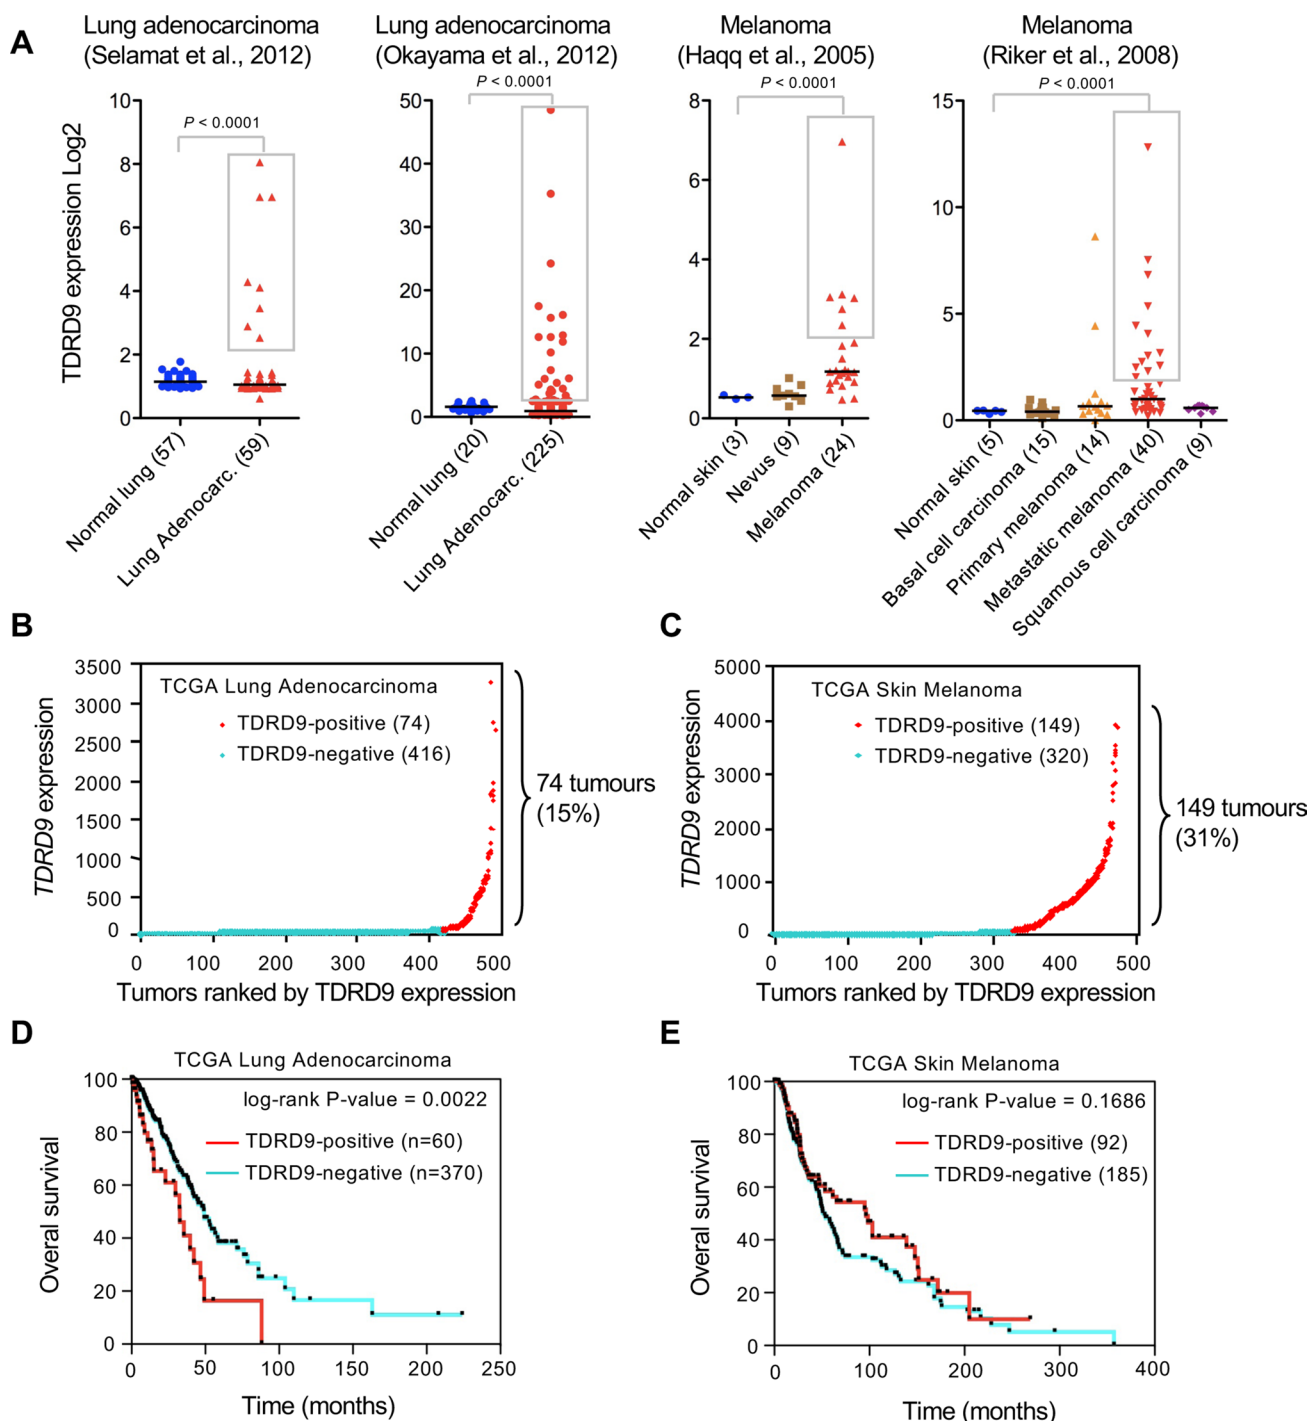 A
Lung adenocarcinoma
(Selamat et al., 2012)
Lung adenocarcinoma
(Okayama et al., 2012)
Melanoma
(Haqq et al., 2005)
Melanoma
(Riker et al., 2008)
TDRD9 expression Log2
P < 0.0001
10
8
6
4
2
0
Normal lung (57)
Lung Adenocarc. (59)
P < 0.0001
50
40
30
20
10
0
Normal lung (20)
Lung Adenocarc. (225)
P < 0.0001
8
6
4
2
0
Normal skin (3)
Nevus (9)
Melanoma (24)
P < 0.0001
15
10
5
0
Normal skin (5)
Basal cell carcinoma (15)
Primary melanoma (14)
Metastatic melanoma (40)
Squamous cell carcinoma (9)
B
TDRD9 expression
3500
3000
2500
2000
1500
1000
500
0
TCGA Lung Adenocarcinoma
TDRD9-positive (74)
TDRD9-negative (416)
74 tumours
(15%)
0 100 200 300 400 500
Tumors ranked by TDRD9 expression
C
TDRD9 expression
5000
4000
3000
2000
1000
0
TCGA Skin Melanoma
TDRD9-positive (149)
TDRD9-negative (320)
149 tumours
(31%)
0 100 200 300 400 500
Tumors ranked by TDRD9 expression
D
TCGA Lung Adenocarcinoma
Overal survival
100
80
60
40
20
0
log-rank P-value = 0.0022
TDRD9-positive (n=60)
TDRD9-negative (n=370)
0 50 100 150 200 250
Time (months)
E
TCGA Skin Melanoma
Overal survival
100
80
60
40
20
0
log-rank P-value = 0.1686
TDRD9-positive (92)
TDRD9-negative (185)
0 100 200 300 400
Time (months)